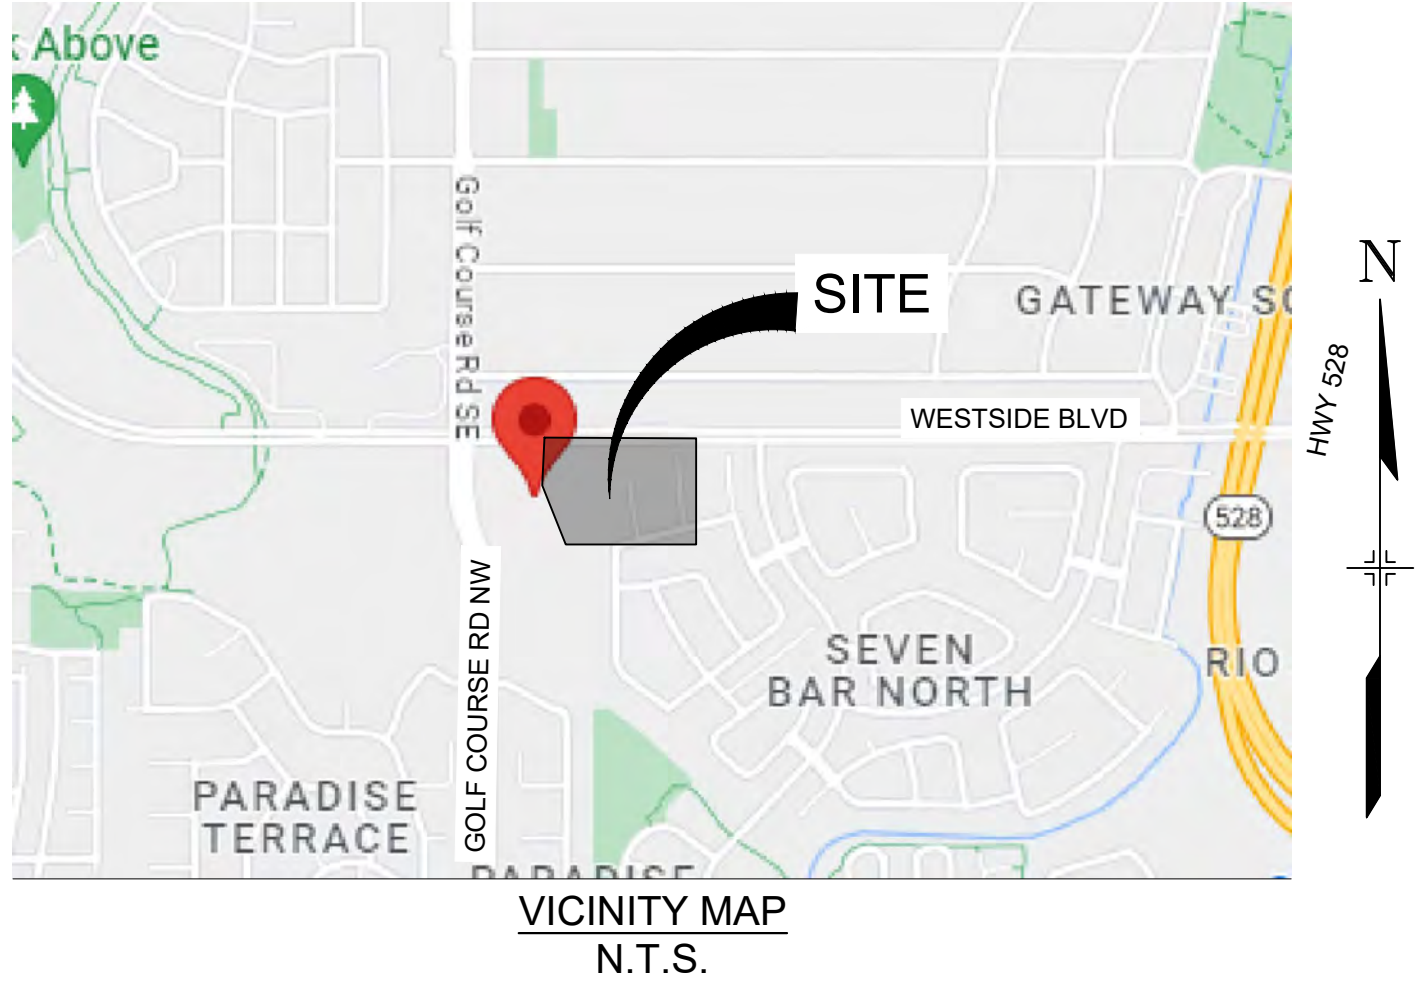 k Above
Golf Course Rd SE
SITE
GATEWAY SQ
N
HWY 528
WESTSIDE BLVD
528
GOLF COURSE RD NW
SEVEN
BAR NORTH
RIO
PARADISE
TERRACE
PARADISE
VICINITY MAP
N.T.S.